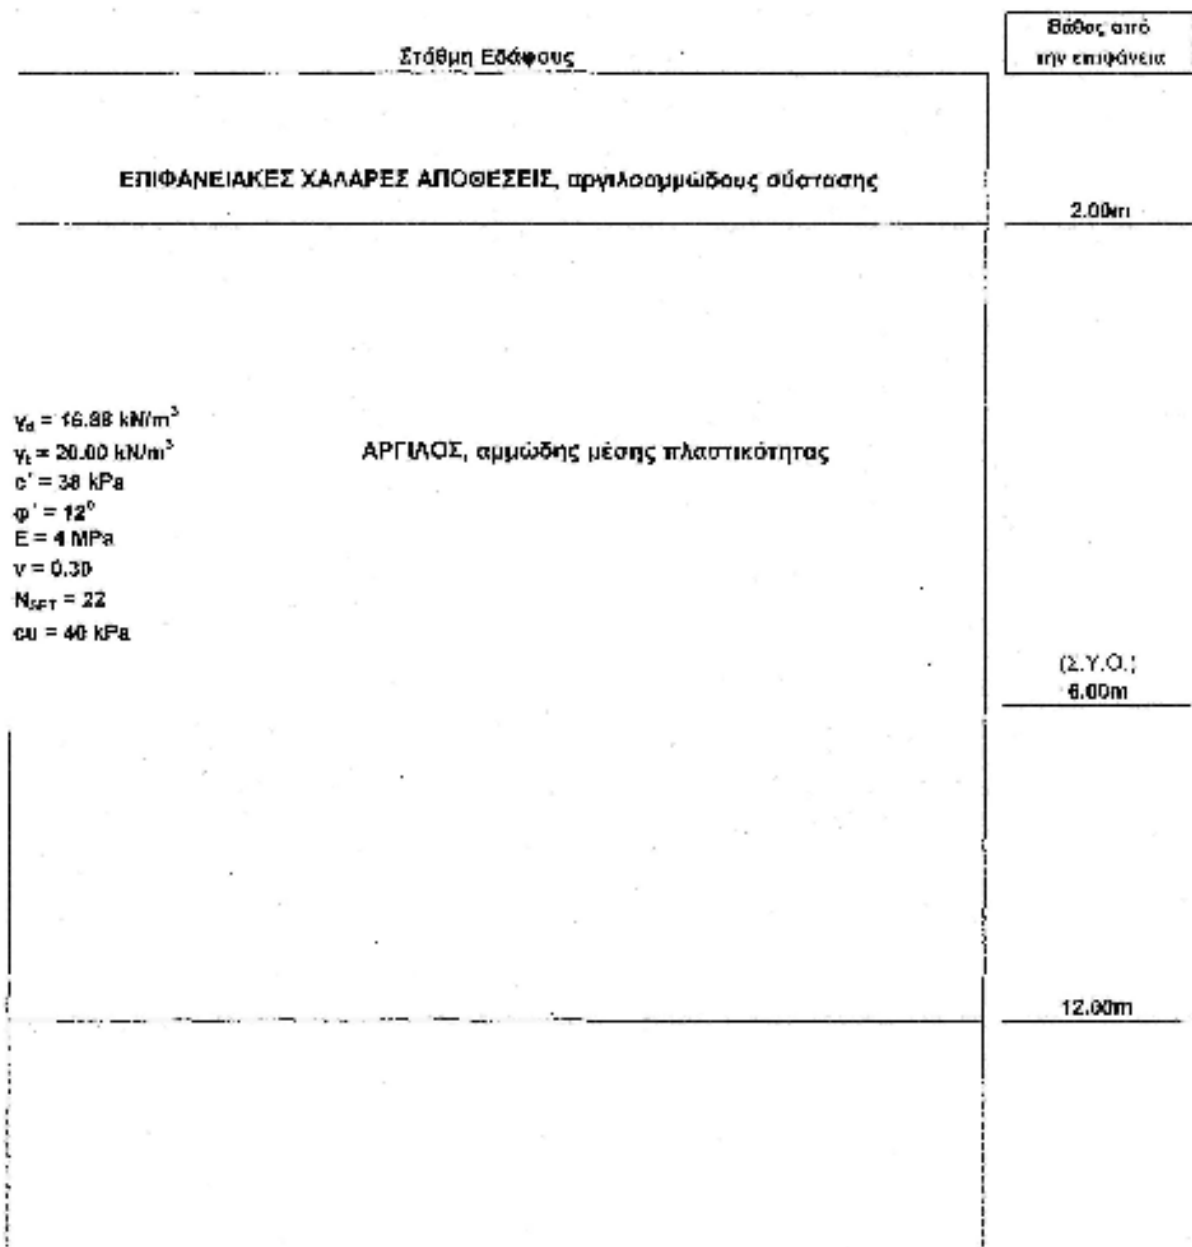 Βάθος από
την επιφάνεια
Στάθμη Εδάφους
ΕΠΙΦΑΝΕΙΑΚΕΣ ΧΑΛΑΡΕΣ ΑΠΟΘΕΣΕΙΣ, αργιλοαμμώδους σύστασης
2.00m
γd = 16.88 kN/m³
γt = 20.00 kN/m³
ΑΡΓΙΛΟΣ, αμμώδης μέσης πλαστικότητας
c' = 38 kPa
φ' = 12⁰
E = 4 MPa
ν = 0.30
NSPT = 22
cu = 40 kPa
(Σ.Υ.Ο.)
6.00m
12.00m